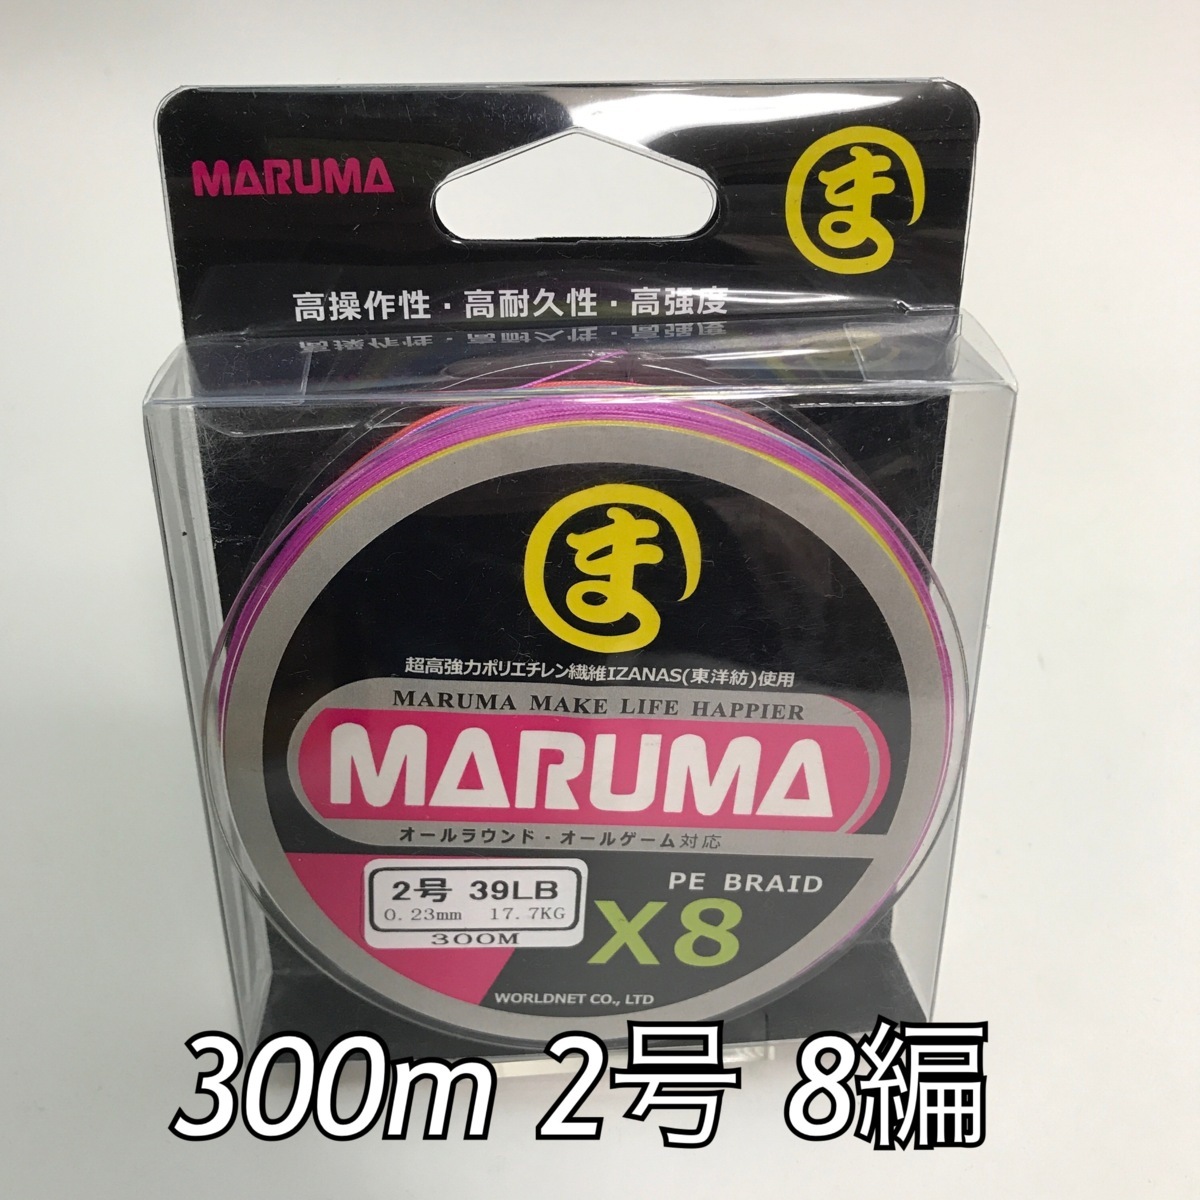 MARUMA
ま
高操作性・高耐久性・高强度
ま
超高強力ポリエチレン繊維IZANAS(東洋紡)使用
MARUMA MAKE LIFE HAPPIER
MARUMA
オールラウンド・オールゲーム対応
PE BRAID
X8
2号 39LB
0.23mm 17.7KG
300M
WORLDNET CO., LTD
300m 2号 8編